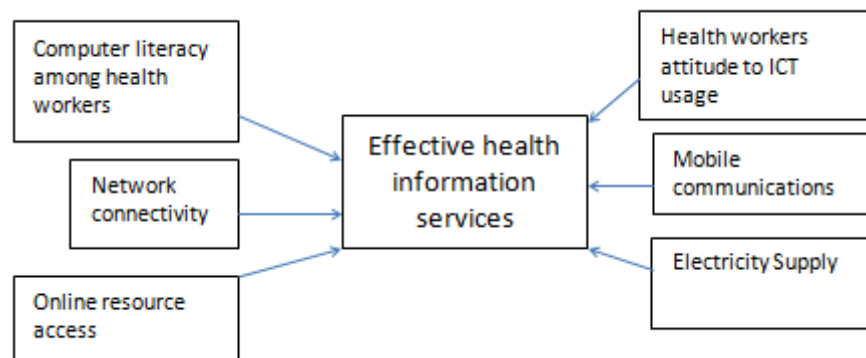 Computer literacy
among health
workers
Network
connectivity
Online resource
access
Effective health
information
services
Health workers
attitude to ICT
usage
Mobile
communications
Electricity Supply